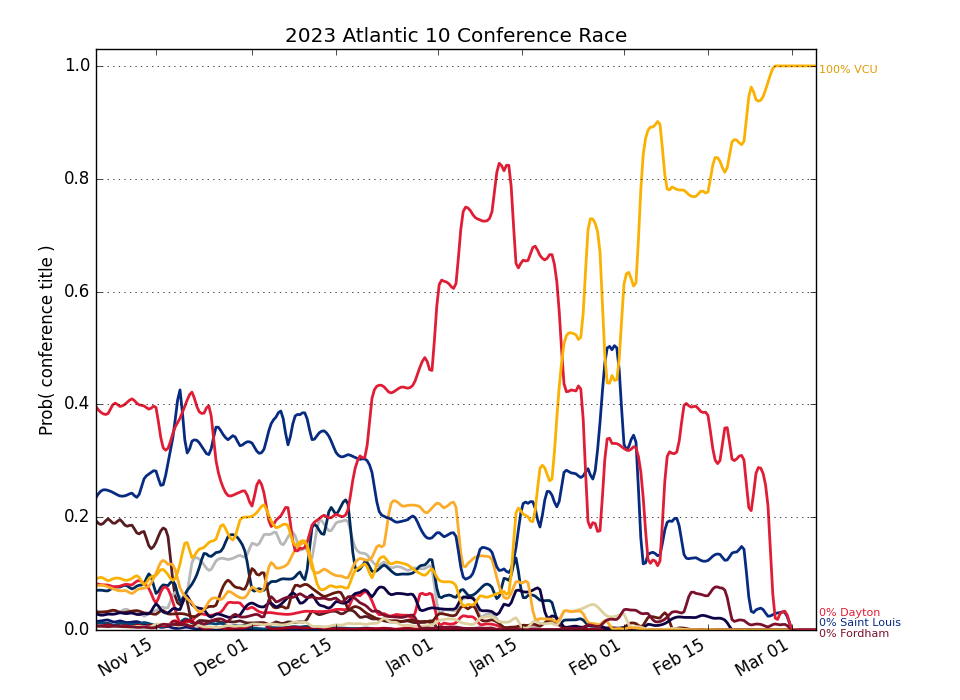 2023 Atlantic 10 Conference Race
Prob( conference title )
1.0
0.8
0.6
0.4
0.2
0.0
Nov 15
Dec 01
Dec 15
Jan 01
Jan 15
Feb 01
Feb 15
Mar 01
100% VCU
0% Dayton
0% Saint Louis
0% Fordham